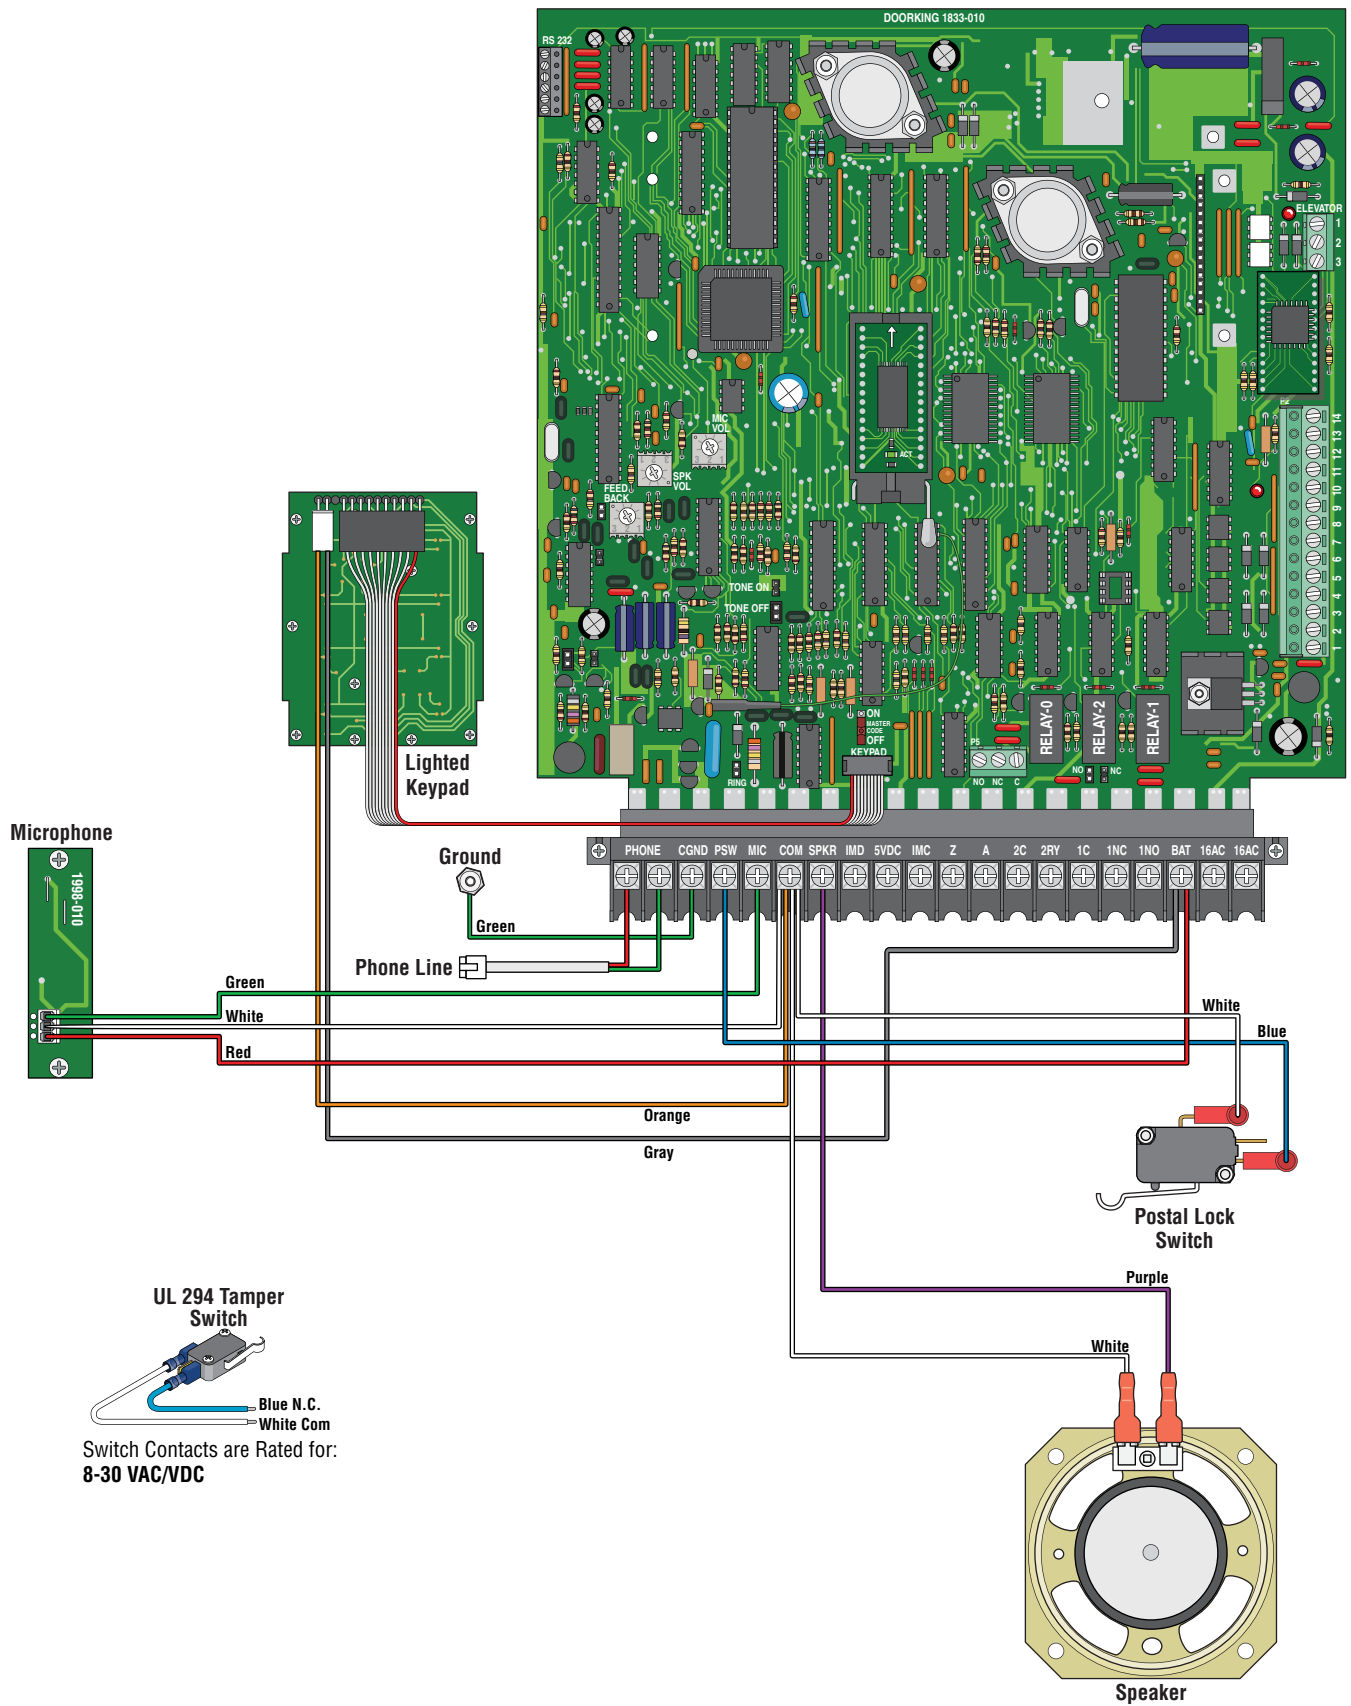 DOORKING 1833-010
RS 232
ELEVATOR
1
2
3
MIC
VOL
SPK
VOL
FEED
BACK
ACT
14
13
12
11
10
9
8
7
6
5
4
3
2
1
TONE ON
TONE OFF
ON
MASTER
CODE
OFF
KEYPAD
RING
P5
NO NC C
RELAY-0
RELAY-2
RELAY-1
NO
NC
Lighted
Keypad
Microphone
1998-010
Ground
PHONE CGND PSW MIC COM SPKR IMD 5VDC IMC Z A 2C 2RY 1C 1NC 1NO BAT 16AC 16AC
Green
Phone Line
Green
White
Red
White
Blue
Orange
Gray
Postal Lock
Switch
Purple
White
UL 294 Tamper
Switch
Blue N.C.
White Com
Switch Contacts are Rated for:
8-30 VAC/VDC
Speaker